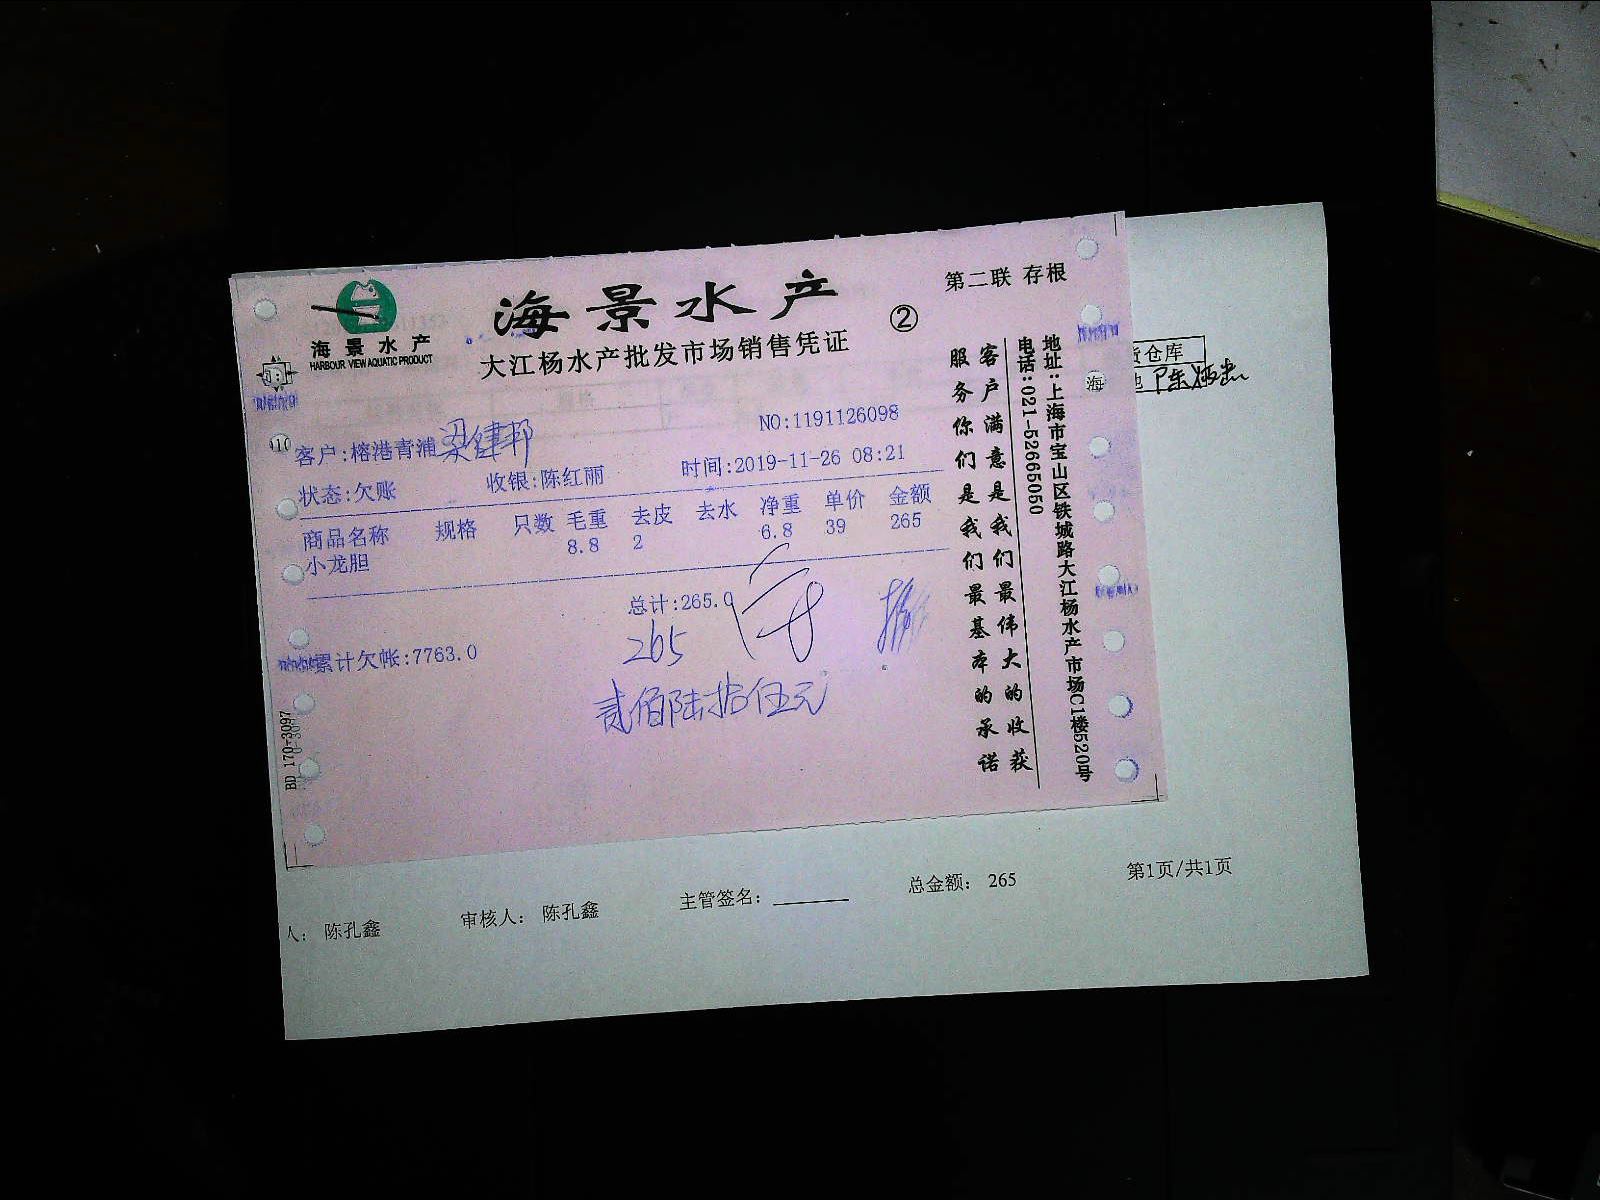 第二联 存根
海景水产
②
海景水产
HARBOUR VIEW AQUATIC PRODUCT
大江杨水产批发市场销售凭证
NO:1191126098
客户:榕港青浦 梁健邦
状态:欠账 收银:陈红丽 时间:2019-11-26 08:21
商品名称 规格 只数 毛重 去皮 去水 净重 单价 金额
小龙胆 8.8 2 6.8 39 265
总计:265.0
265
累计欠帐:7763.0
贰佰陆拾伍元
BD 170-3097
客户满意是我们最伟大的收获
服务你们是我们最基本的承诺
地址:上海市宝山区铁城路大江杨水产市场C1楼520号
电话:021-52665050
海
货仓库
地
人: 陈孔鑫 审核人: 陈孔鑫 主管签名: 总金额: 265 第1页/共1页